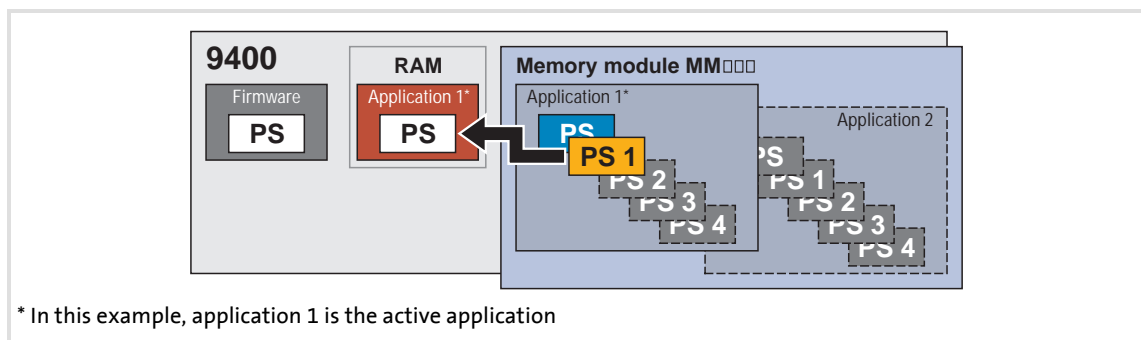 9400
RAM
Memory module MM□□□
Firmware
PS
Application 1*
PS
Application 1*
PS
PS 1
PS 2
PS 3
PS 4
Application 2
PS
PS 1
PS 2
PS 3
PS 4
* In this example, application 1 is the active application